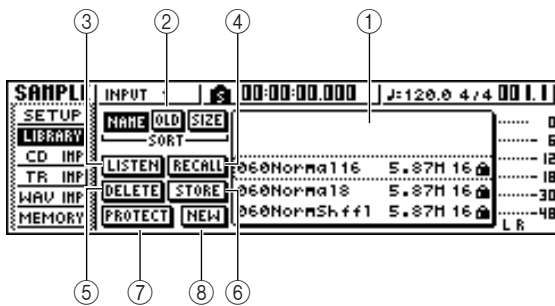 ③ ② ④ ①
SAMPLE INPUT 1 00:00:00.000 ♩=120.0 4/4 001.1
SETUP NAME OLD SIZE 0
LIBRARY SORT 6
CD IMP LISTEN RECALL 060Normal16 5.87M 16 12
TR IMP DELETE STORE 060Normal8 5.87M 16 18
WAV IMP PROTECT NEW 060NormShffl 5.87M 16 30
MEMORY 48
L R
⑤ ⑦ ⑧ ⑥